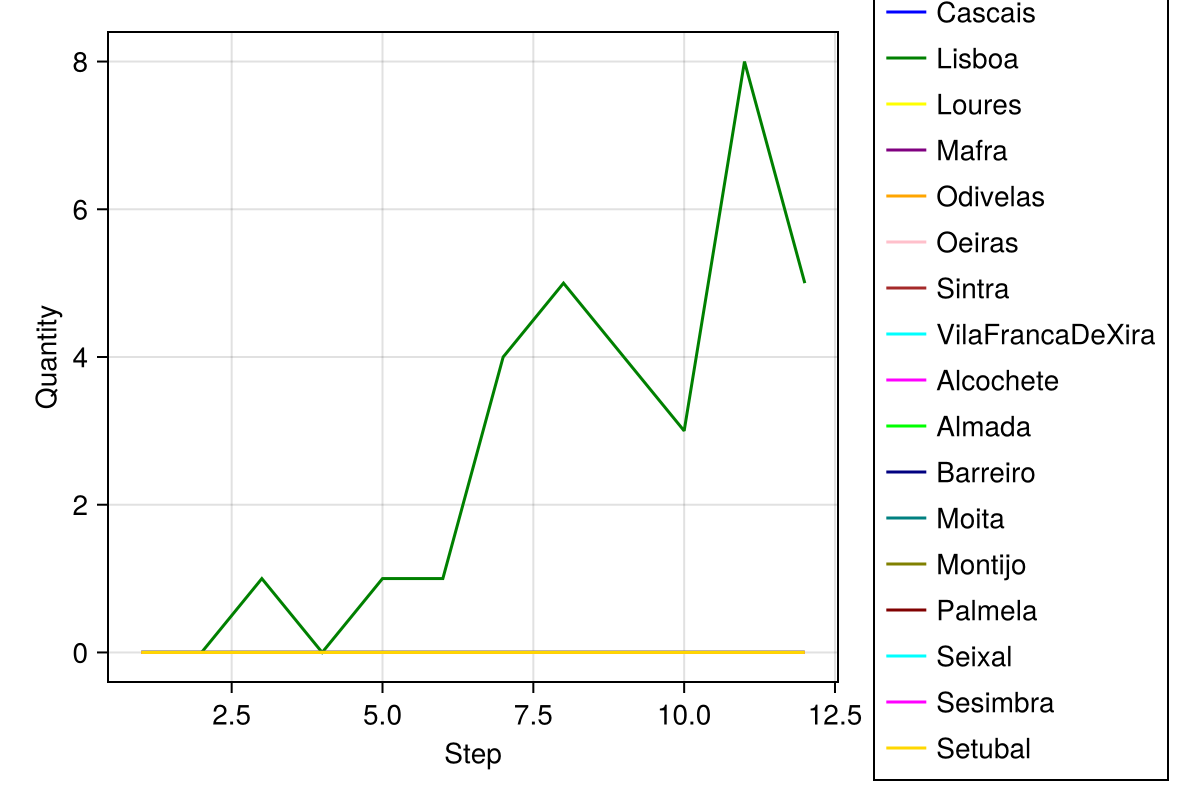 8
6
4
2
0
Quantity
2.5 5.0 7.5 10.0 12.5
Step
Cascais
Lisboa
Loures
Mafra
Odivelas
Oeiras
Sintra
VilaFrancaDeXira
Alcochete
Almada
Barreiro
Moita
Montijo
Palmela
Seixal
Sesimbra
Setubal